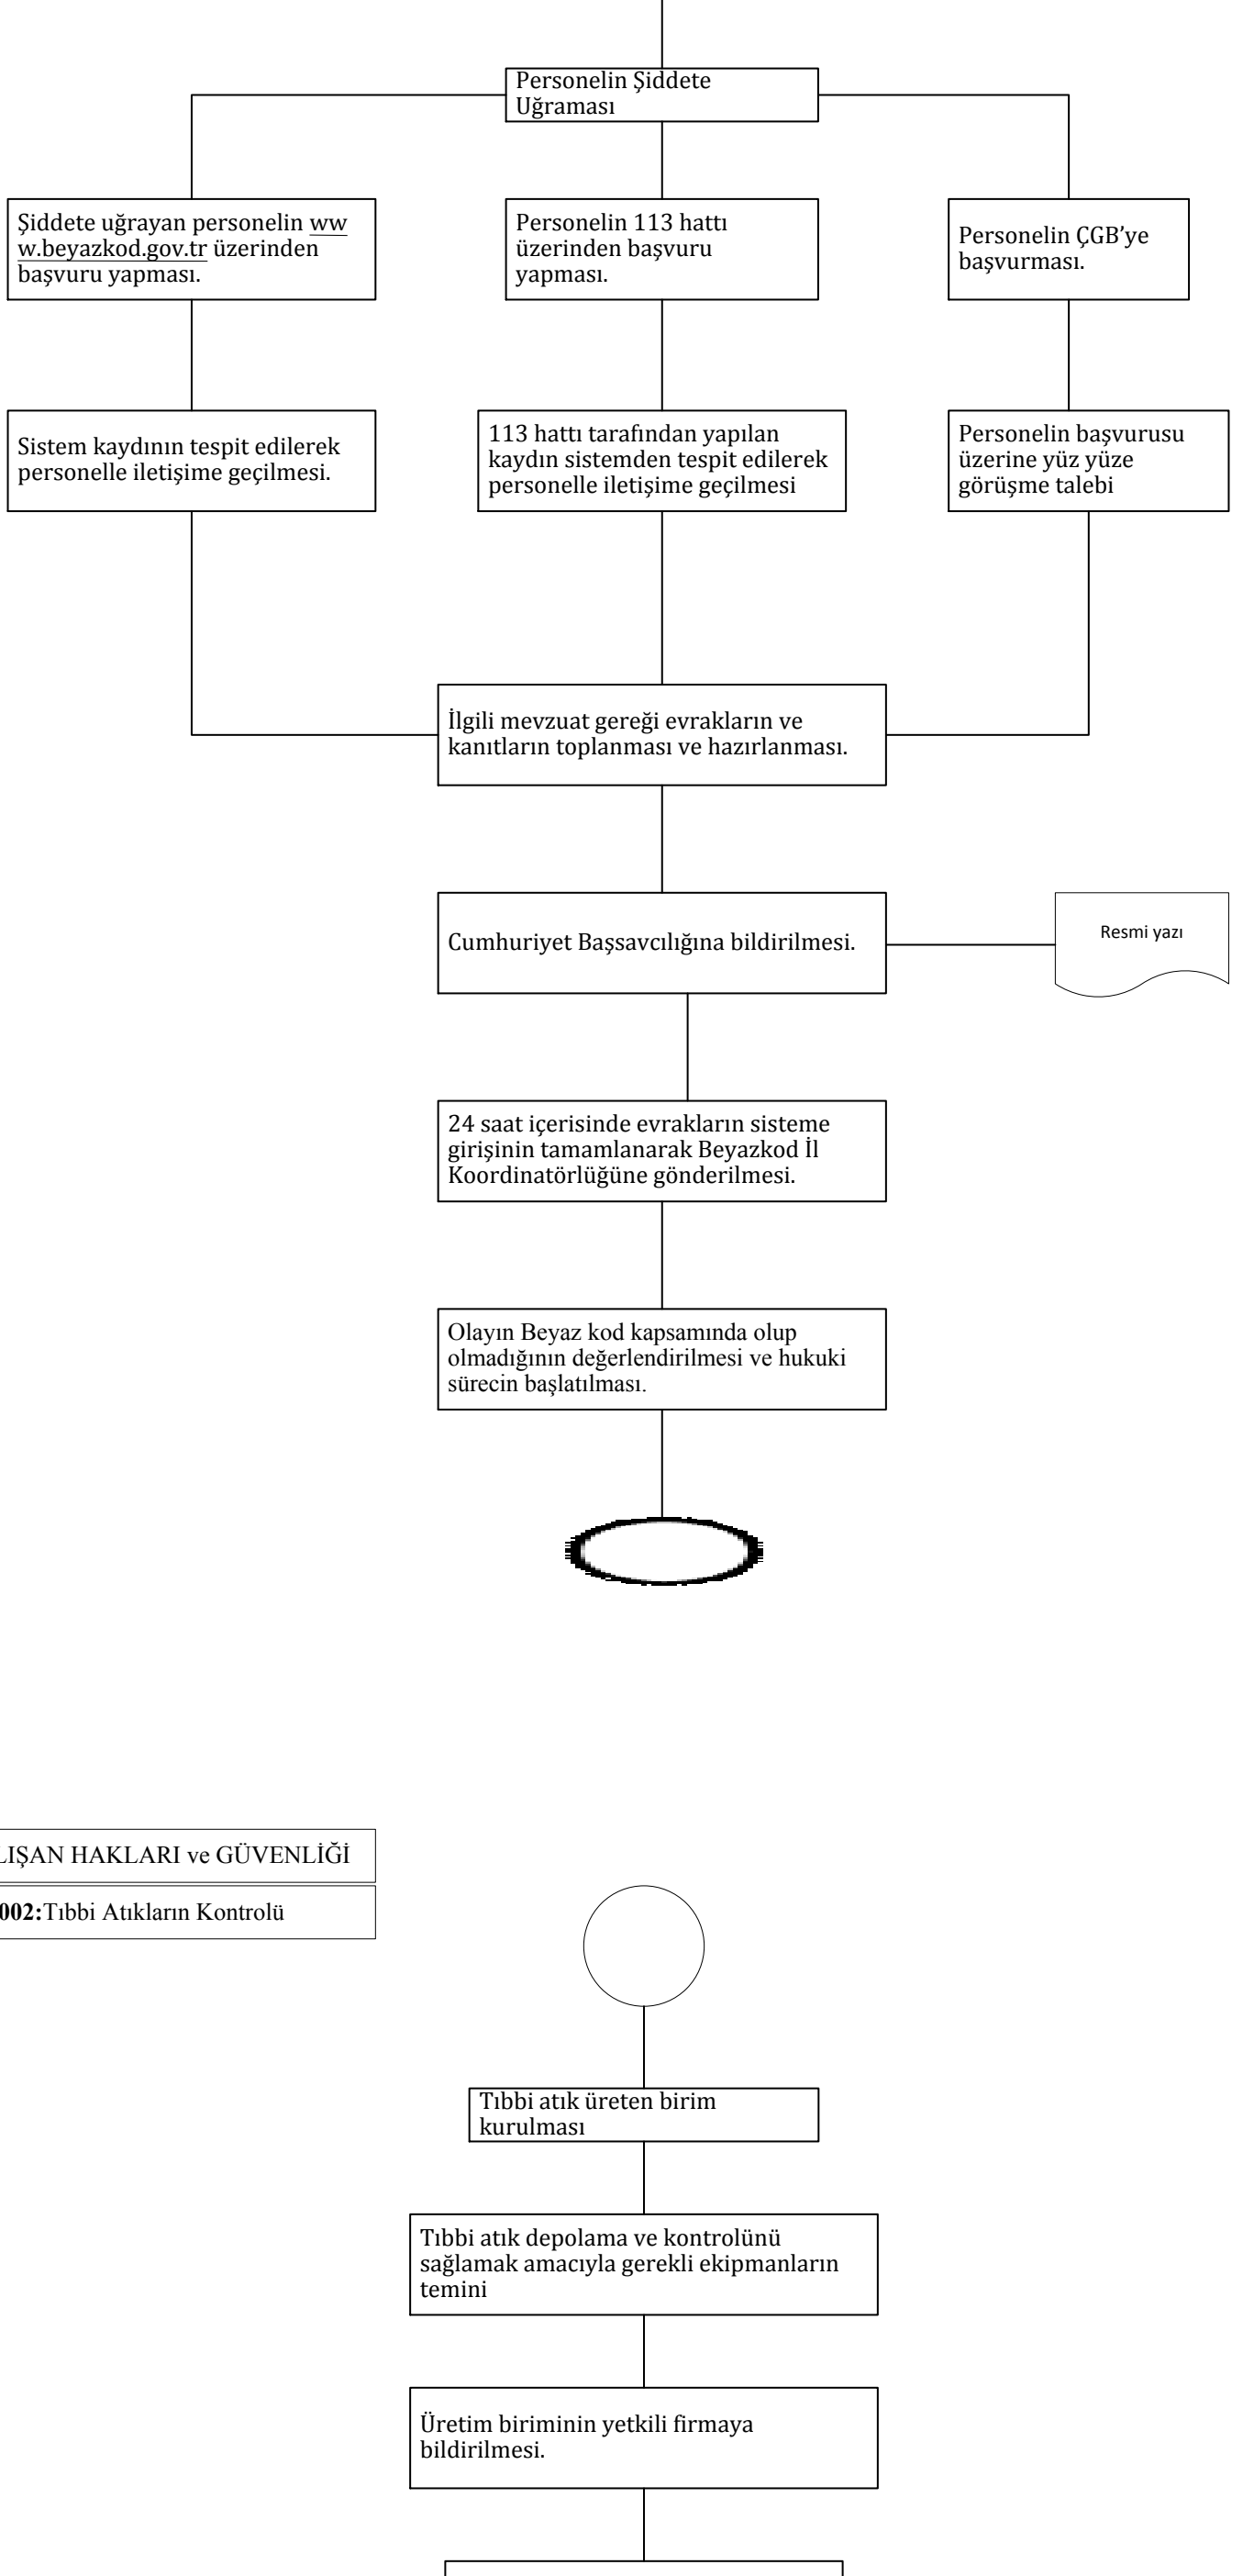 Personelin Şiddete
Uğraması
Şiddete uğrayan personelin ww
w.beyazkod.gov.tr üzerinden
başvuru yapması.
Personelin 113 hattı
üzerinden başvuru
yapması.
Personelin ÇGB’ye
başvurması.
Sistem kaydının tespit edilerek
personelle iletişime geçilmesi.
113 hattı tarafından yapılan
kaydın sistemden tespit edilerek
personelle iletişime geçilmesi
Personelin başvurusu
üzerine yüz yüze
görüşme talebi
İlgili mevzuat gereği evrakların ve
kanıtların toplanması ve hazırlanması.
Cumhuriyet Başsavcılığına bildirilmesi.
Resmi yazı
24 saat içerisinde evrakların sisteme
girişinin tamamlanarak Beyazkod İl
Koordinatörlüğüne gönderilmesi.
Olayın Beyaz kod kapsamında olup
olmadığının değerlendirilmesi ve hukuki
sürecin başlatılması.
LIŞAN HAKLARI ve GÜVENLİĞİ
002:Tıbbi Atıkların Kontrolü
Tıbbi atık üreten birim
kurulması
Tıbbi atık depolama ve kontrolünü
sağlamak amacıyla gerekli ekipmanların
temini
Üretim biriminin yetkili firmaya
bildirilmesi.